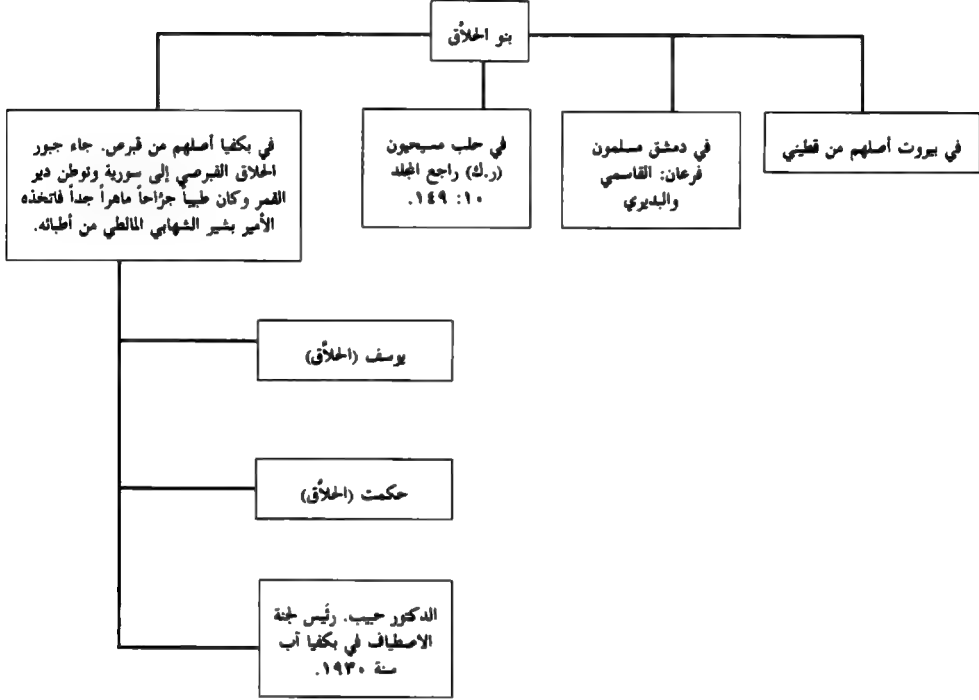 بنو الحلاّق
في بيروت أصلهم من قطيني
في دمشق مسلمون
فرعان: القاسمي
والبديري
في حلب مسيحيون
(ر.ك) راجع المجلد
١٠: ١٤٩.
في بكفيا أصلهم من قبرص. جاء جبور
الحلاق القبرصي إلى سورية وتوطن دير
القمر وكان طبيباً جرّاحاً ماهراً جداً فاتخذه
الأمير بشير الشهابي المالطي من أطبائه.
يوسف (الحلاّق)
حكمت (الحلاّق)
الدكتور حبيب. رئيس لجنة
الاصطياف في بكفيا آب
سنة ١٩٣٠.